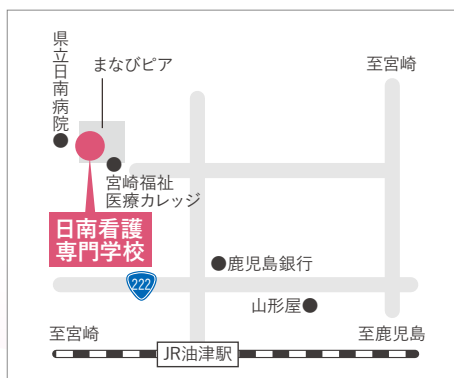 県立日南病院
まなびピア
至宮崎
宮崎福祉
医療カレッジ
日南看護
専門学校
鹿児島銀行
222
山形屋
至宮崎
至鹿児島
JR油津駅